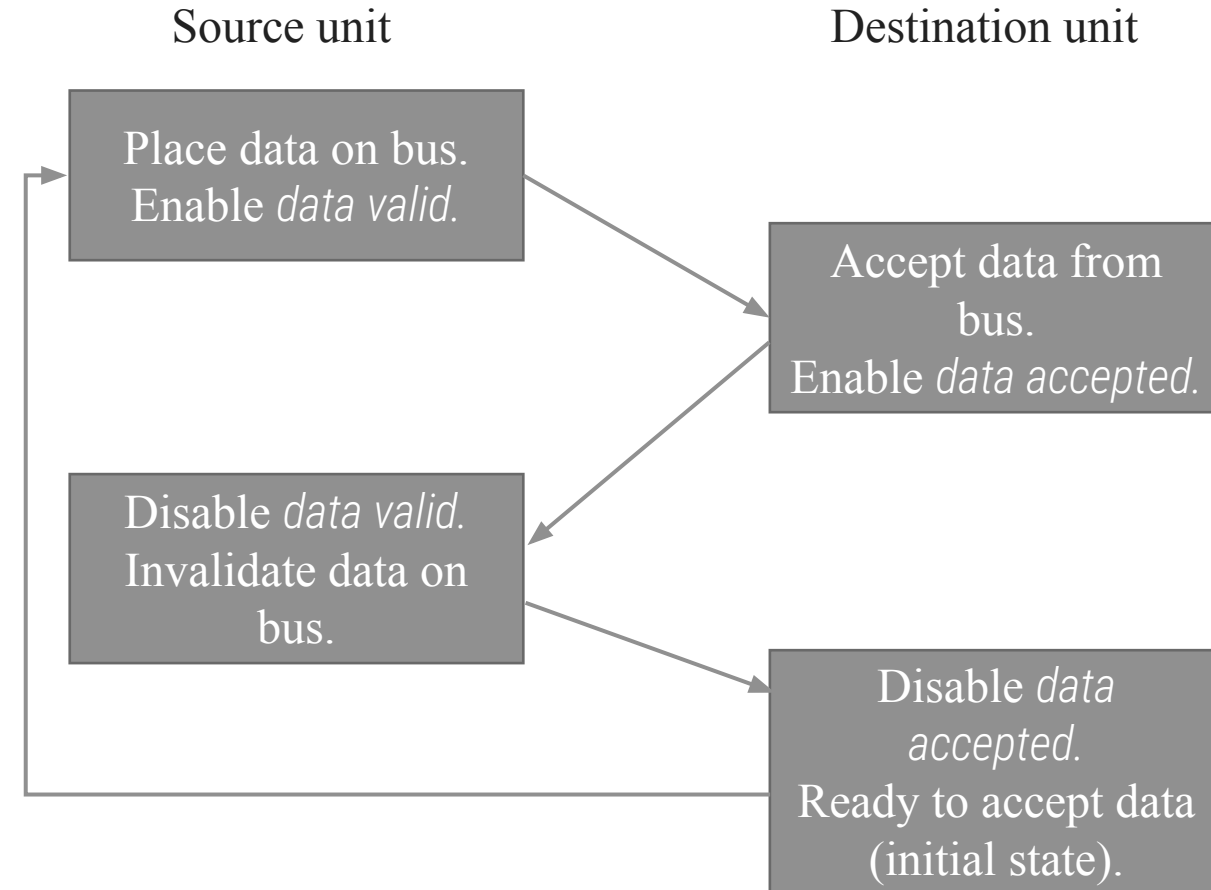 Source unit
Destination unit
Place data on bus.
Enable data valid.
Accept data from
bus.
Enable data accepted.
Disable data valid.
Invalidate data on
bus.
Disable data
accepted.
Ready to accept data
(initial state).